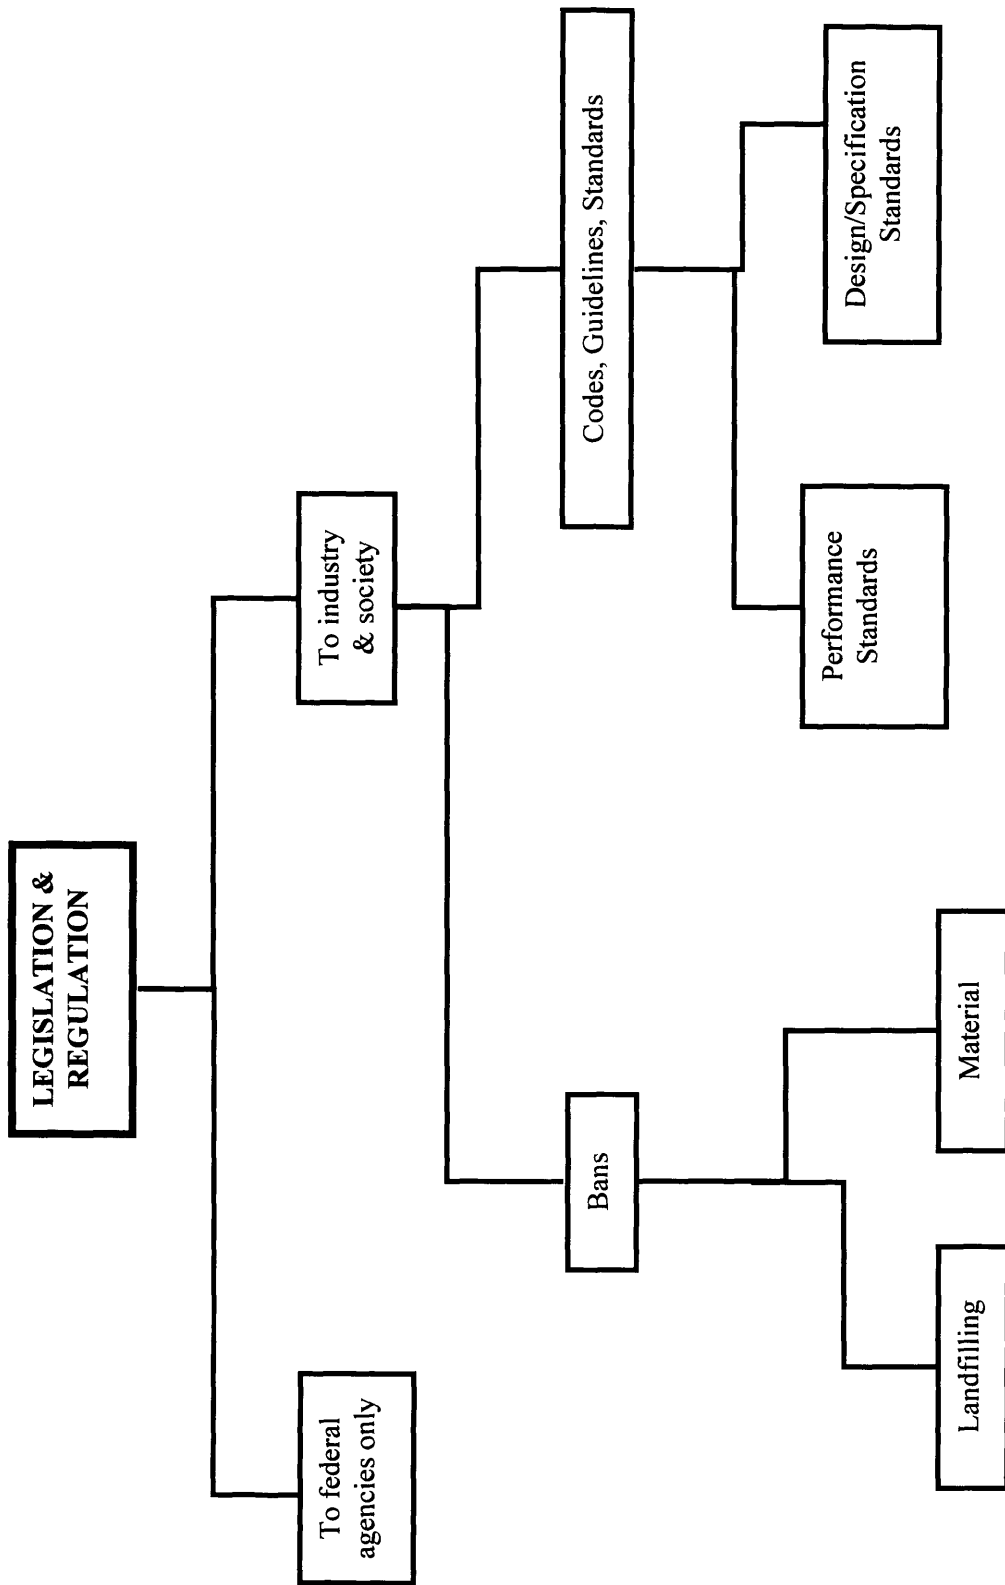 LEGISLATION &
REGULATION
To federal
agencies only
To industry
& society
Bans
Codes, Guidelines, Standards
Landfilling
Material
Performance
Standards
Design/Specification
Standards